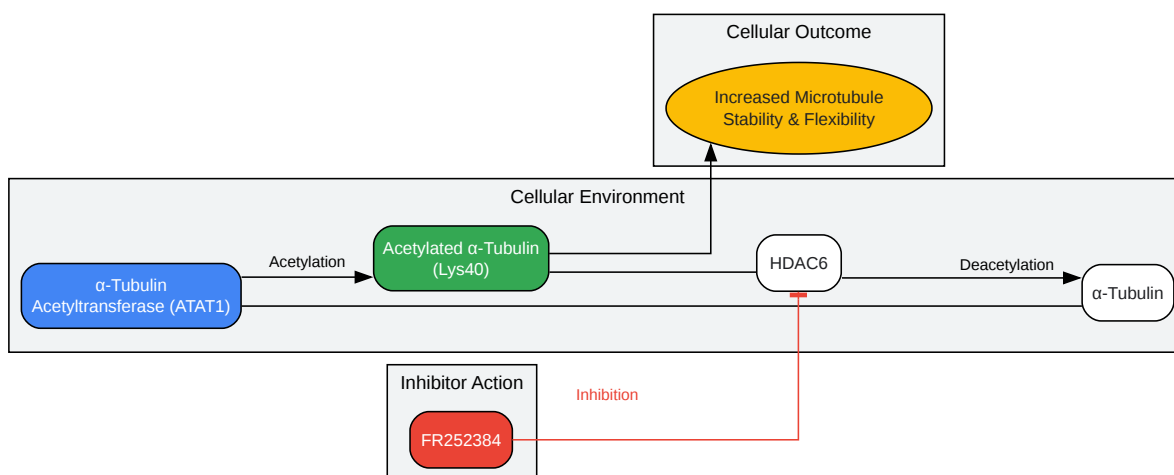 Cellular Outcome
Increased Microtubule
Stability & Flexibility
Cellular Environment
α-Tubulin
Acetyltransferase (ATAT1)
Acetylation
Acetylated α-Tubulin
(Lys40)
HDAC6
Deacetylation
α-Tubulin
Inhibitor Action
FR252384
Inhibition